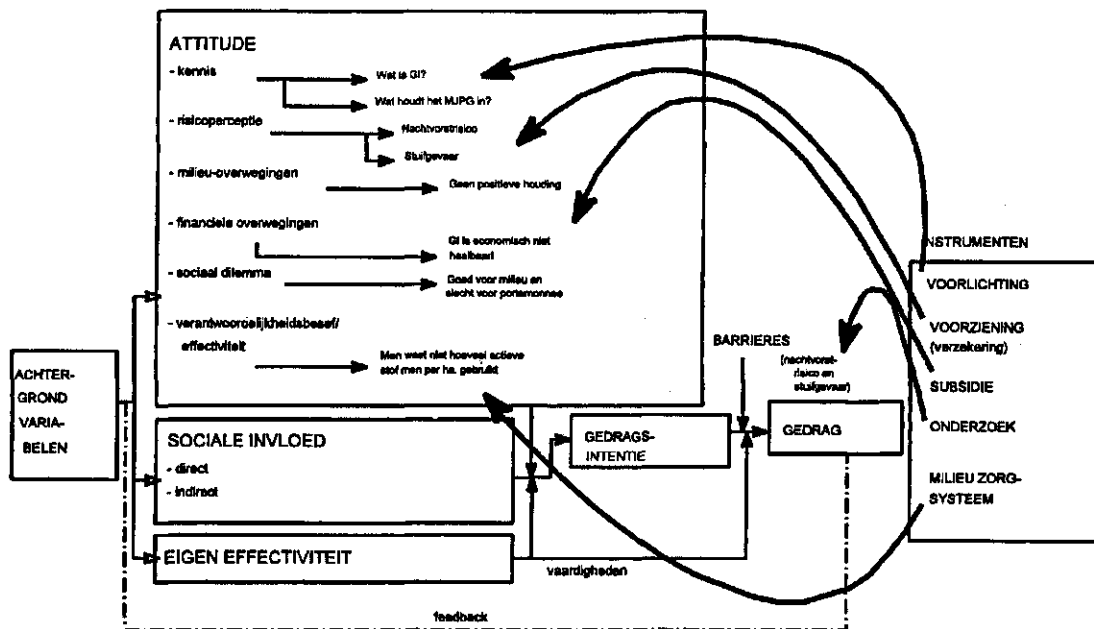 ATTITUDE
- kennis
Wat is GI?
Wat houdt het MJPG in?
- risicoperceptie
Nachtvorstrisico
Stuifgevaar
- milieu-overwegingen
Geen positieve houding
- financiele overwegingen
GI is economisch niet
haalbaar!
- sociaal dilemma
Goed voor milieu en
slecht voor portemonnee
- verantwoordelijkheidsbesef/
effectiviteit
Men weet niet hoeveel actieve
stof men per ha. gebruikt
ACHTER-
GROND
VARIA-
BELEN
SOCIALE INVLOED
- direct
- indirect
EIGEN EFFECTIVITEIT
GEDRAGS-
INTENTIE
BARRIERES
(nachtvorst-
risico en
stuifgevaar)
GEDRAG
vaardigheden
feedback
NSTRUMENTEN
VOORLICHTING
VOORZIENING
(verzekering)
SUBSIDIE
ONDERZOEK
MILIEU ZORG-
SYSTEEM